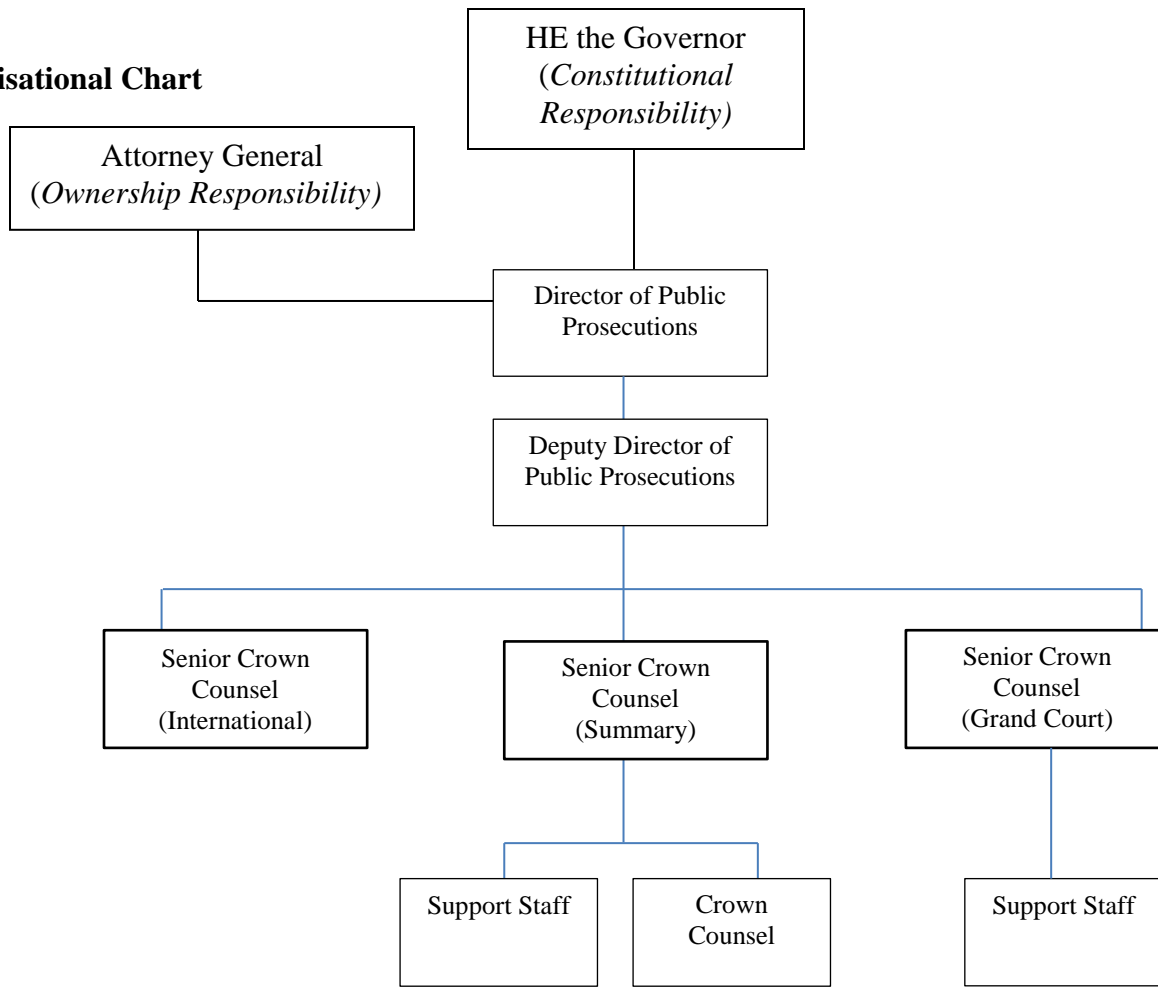 HE the Governor
(Constitutional
Responsibility)
isational Chart
Attorney General
(Ownership Responsibility)
Director of Public
Prosecutions
Deputy Director of
Public Prosecutions
Senior Crown
Counsel
(International)
Senior Crown
Counsel
(Summary)
Senior Crown
Counsel
(Grand Court)
Support Staff
Crown
Counsel
Support Staff